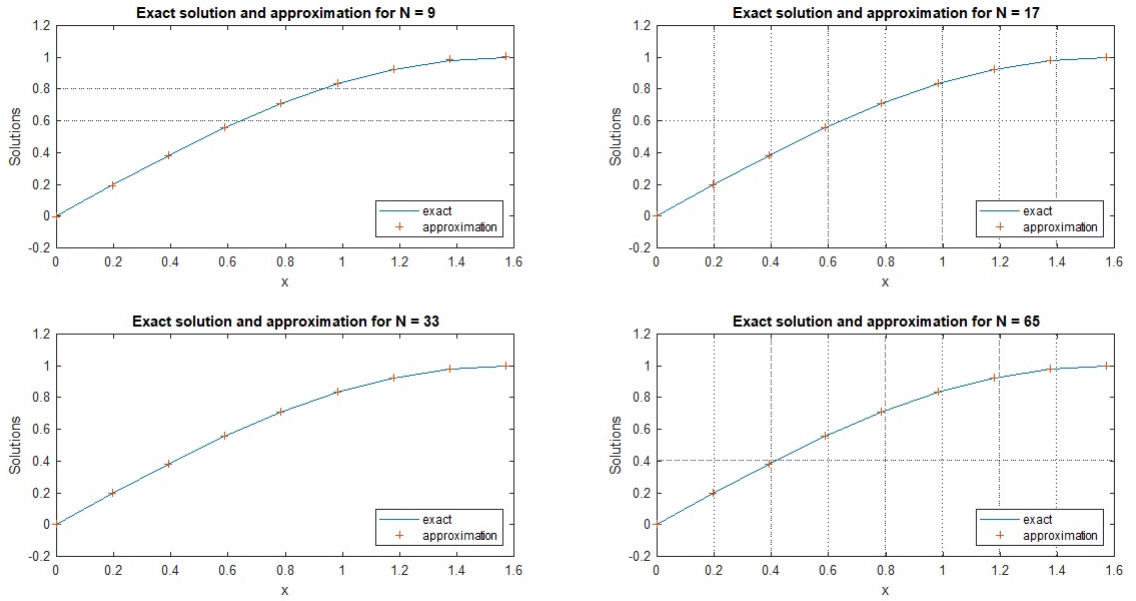 Exact solution and approximation for N = 9
1.2
1
0.8
0.6
0.4
0.2
0
-0.2
Solutions
exact
approximation
0 0.2 0.4 0.6 0.8 1 1.2 1.4 1.6
x
Exact solution and approximation for N = 17
1.2
1
0.8
0.6
0.4
0.2
0
-0.2
Solutions
exact
approximation
0 0.2 0.4 0.6 0.8 1 1.2 1.4 1.6
x
Exact solution and approximation for N = 33
1.2
1
0.8
0.6
0.4
0.2
0
-0.2
Solutions
exact
approximation
0 0.2 0.4 0.6 0.8 1 1.2 1.4 1.6
x
Exact solution and approximation for N = 65
1.2
1
0.8
0.6
0.4
0.2
0
-0.2
Solutions
exact
approximation
0 0.2 0.4 0.6 0.8 1 1.2 1.4 1.6
x